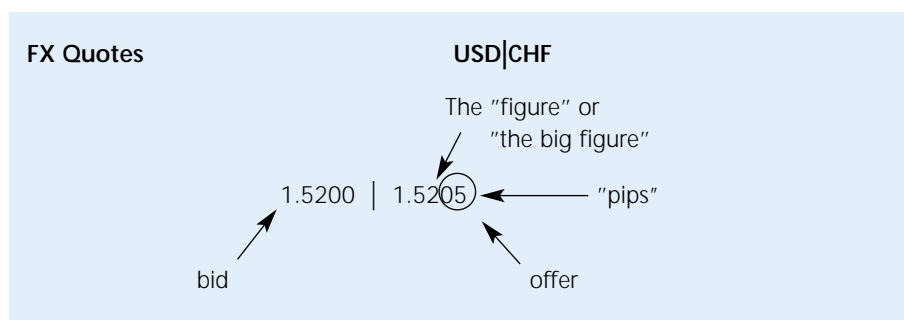 FX Quotes USD|CHF
The "figure" or
"the big figure"
1.5200 | 1.5205 "pips"
bid offer